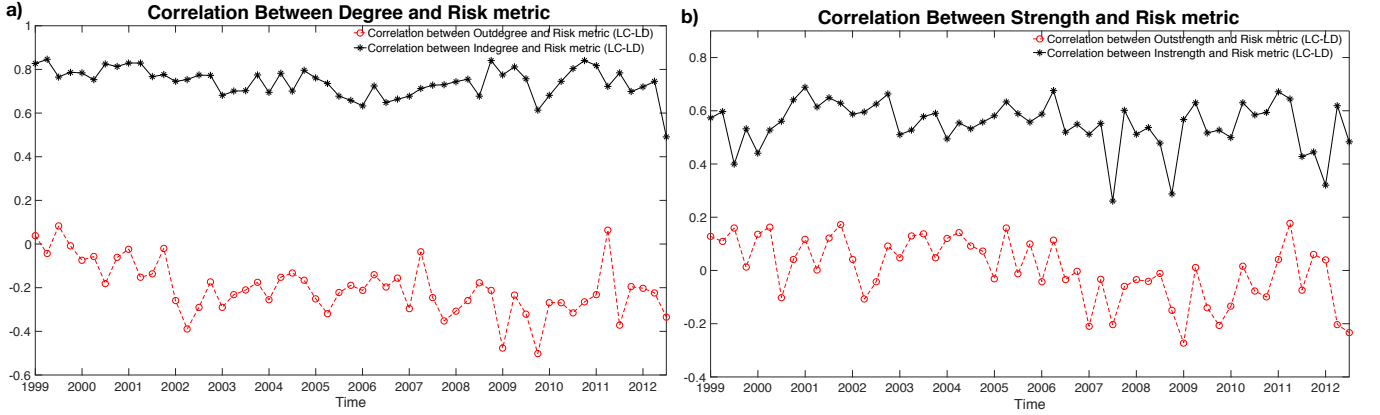 a)
Correlation Between Degree and Risk metric
Correlation between Outdegree and Risk metric (LC-LD)
Correlation between Indegree and Risk metric (LC-LD)
1
0.8
0.6
0.4
0.2
0
-0.2
-0.4
-0.6
1999 2000 2001 2002 2003 2004 2005 2006 2007 2008 2009 2010 2011 2012
Time
b)
Correlation Between Strength and Risk metric
Correlation between Outstrength and Risk metric (LC-LD)
Correlation between Instrength and Risk metric (LC-LD)
0.8
0.6
0.4
0.2
0
-0.2
-0.4
1999 2000 2001 2002 2003 2004 2005 2006 2007 2008 2009 2010 2011 2012
Time